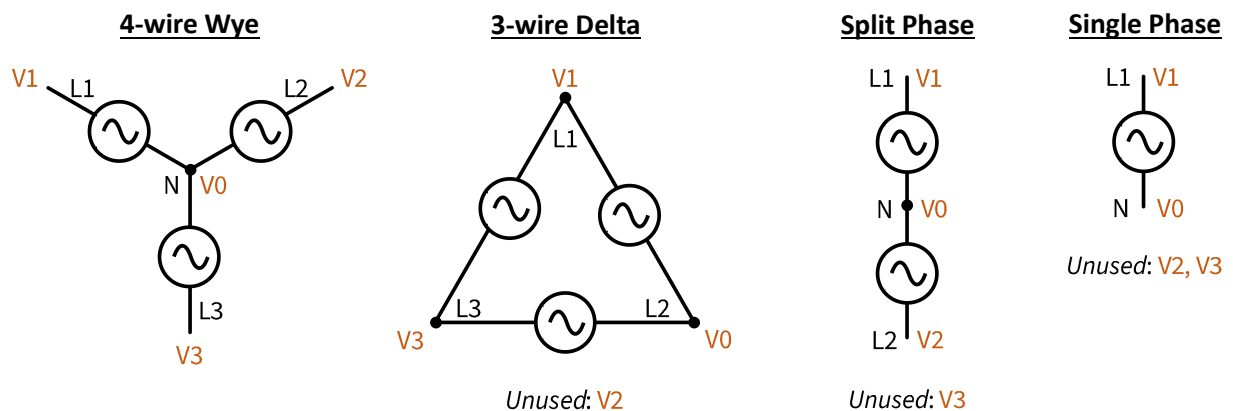 4-wire Wye
V1
L1
L2
V2
N
V0
L3
V3
3-wire Delta
V1
L1
L3
L2
V3
V0
Unused: V2
Split Phase
L1
V1
N
V0
L2
V2
Unused: V3
Single Phase
L1
V1
N
V0
Unused: V2, V3